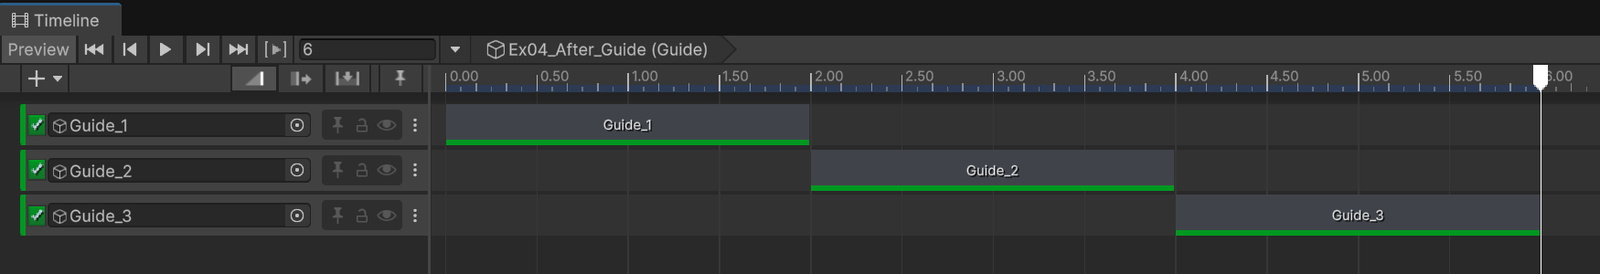 Timeline
Preview 6 Ex04_After_Guide (Guide)
0.00 0.50 1.00 1.50 2.00 2.50 3.00 3.50 4.00 4.50 5.00 5.50 6.00
Guide_1 Guide_1
Guide_2 Guide_2
Guide_3 Guide_3